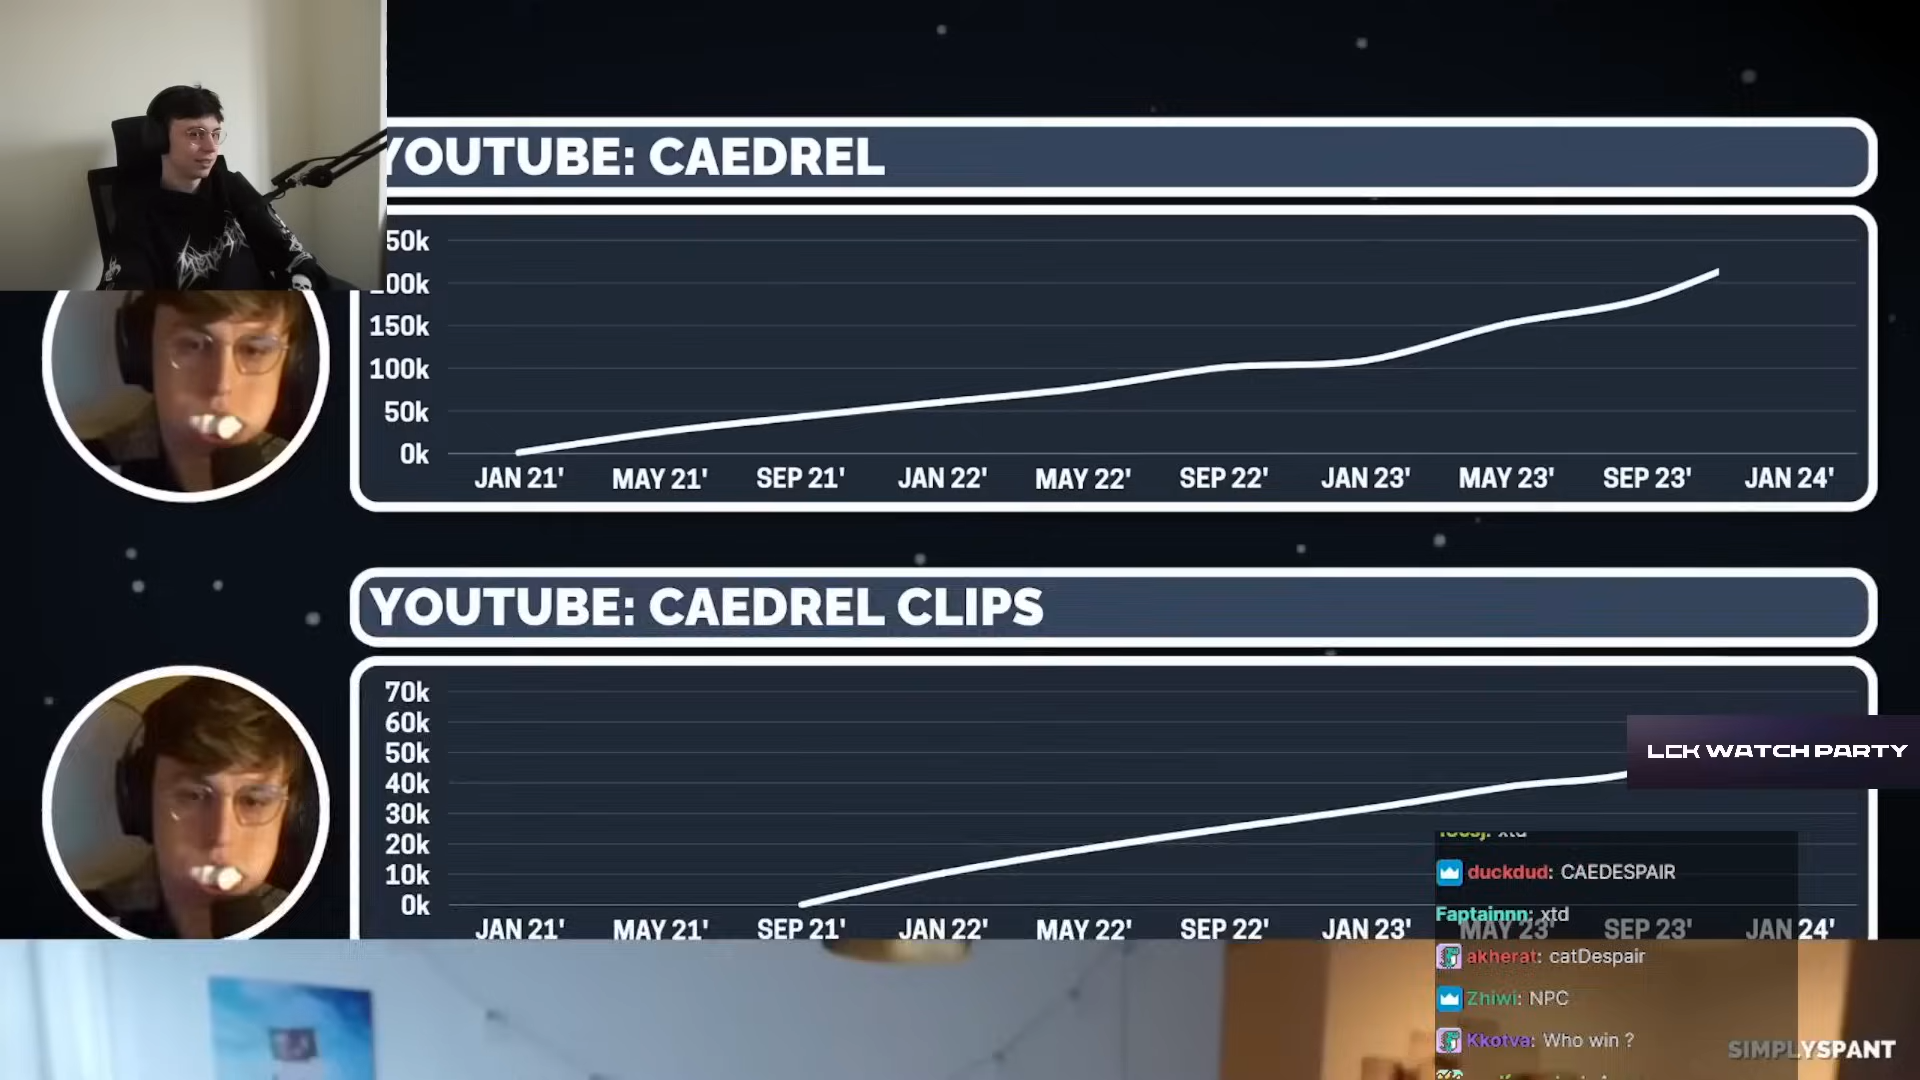 YOUTUBE: CAEDREL
50k
00k
150k
100k
50k
0k
JAN 21' MAY 21' SEP 21' JAN 22' MAY 22' SEP 22' JAN 23' MAY 23' SEP 23' JAN 24'
YOUTUBE: CAEDREL CLIPS
70k
60k
50k
40k
30k
20k
10k
0k
JAN 21' MAY 21' SEP 21' JAN 22' MAY 22' SEP 22' JAN 23' MAY 23' SEP 23' JAN 24'
LCK WATCH PARTY
xtd
duckdud: CAEDESPAIR
Faptainnn: xtd
akherat: catDespair
Zhiwi: NPC
Kkotva: Who win ?
SIMPLYSPANT